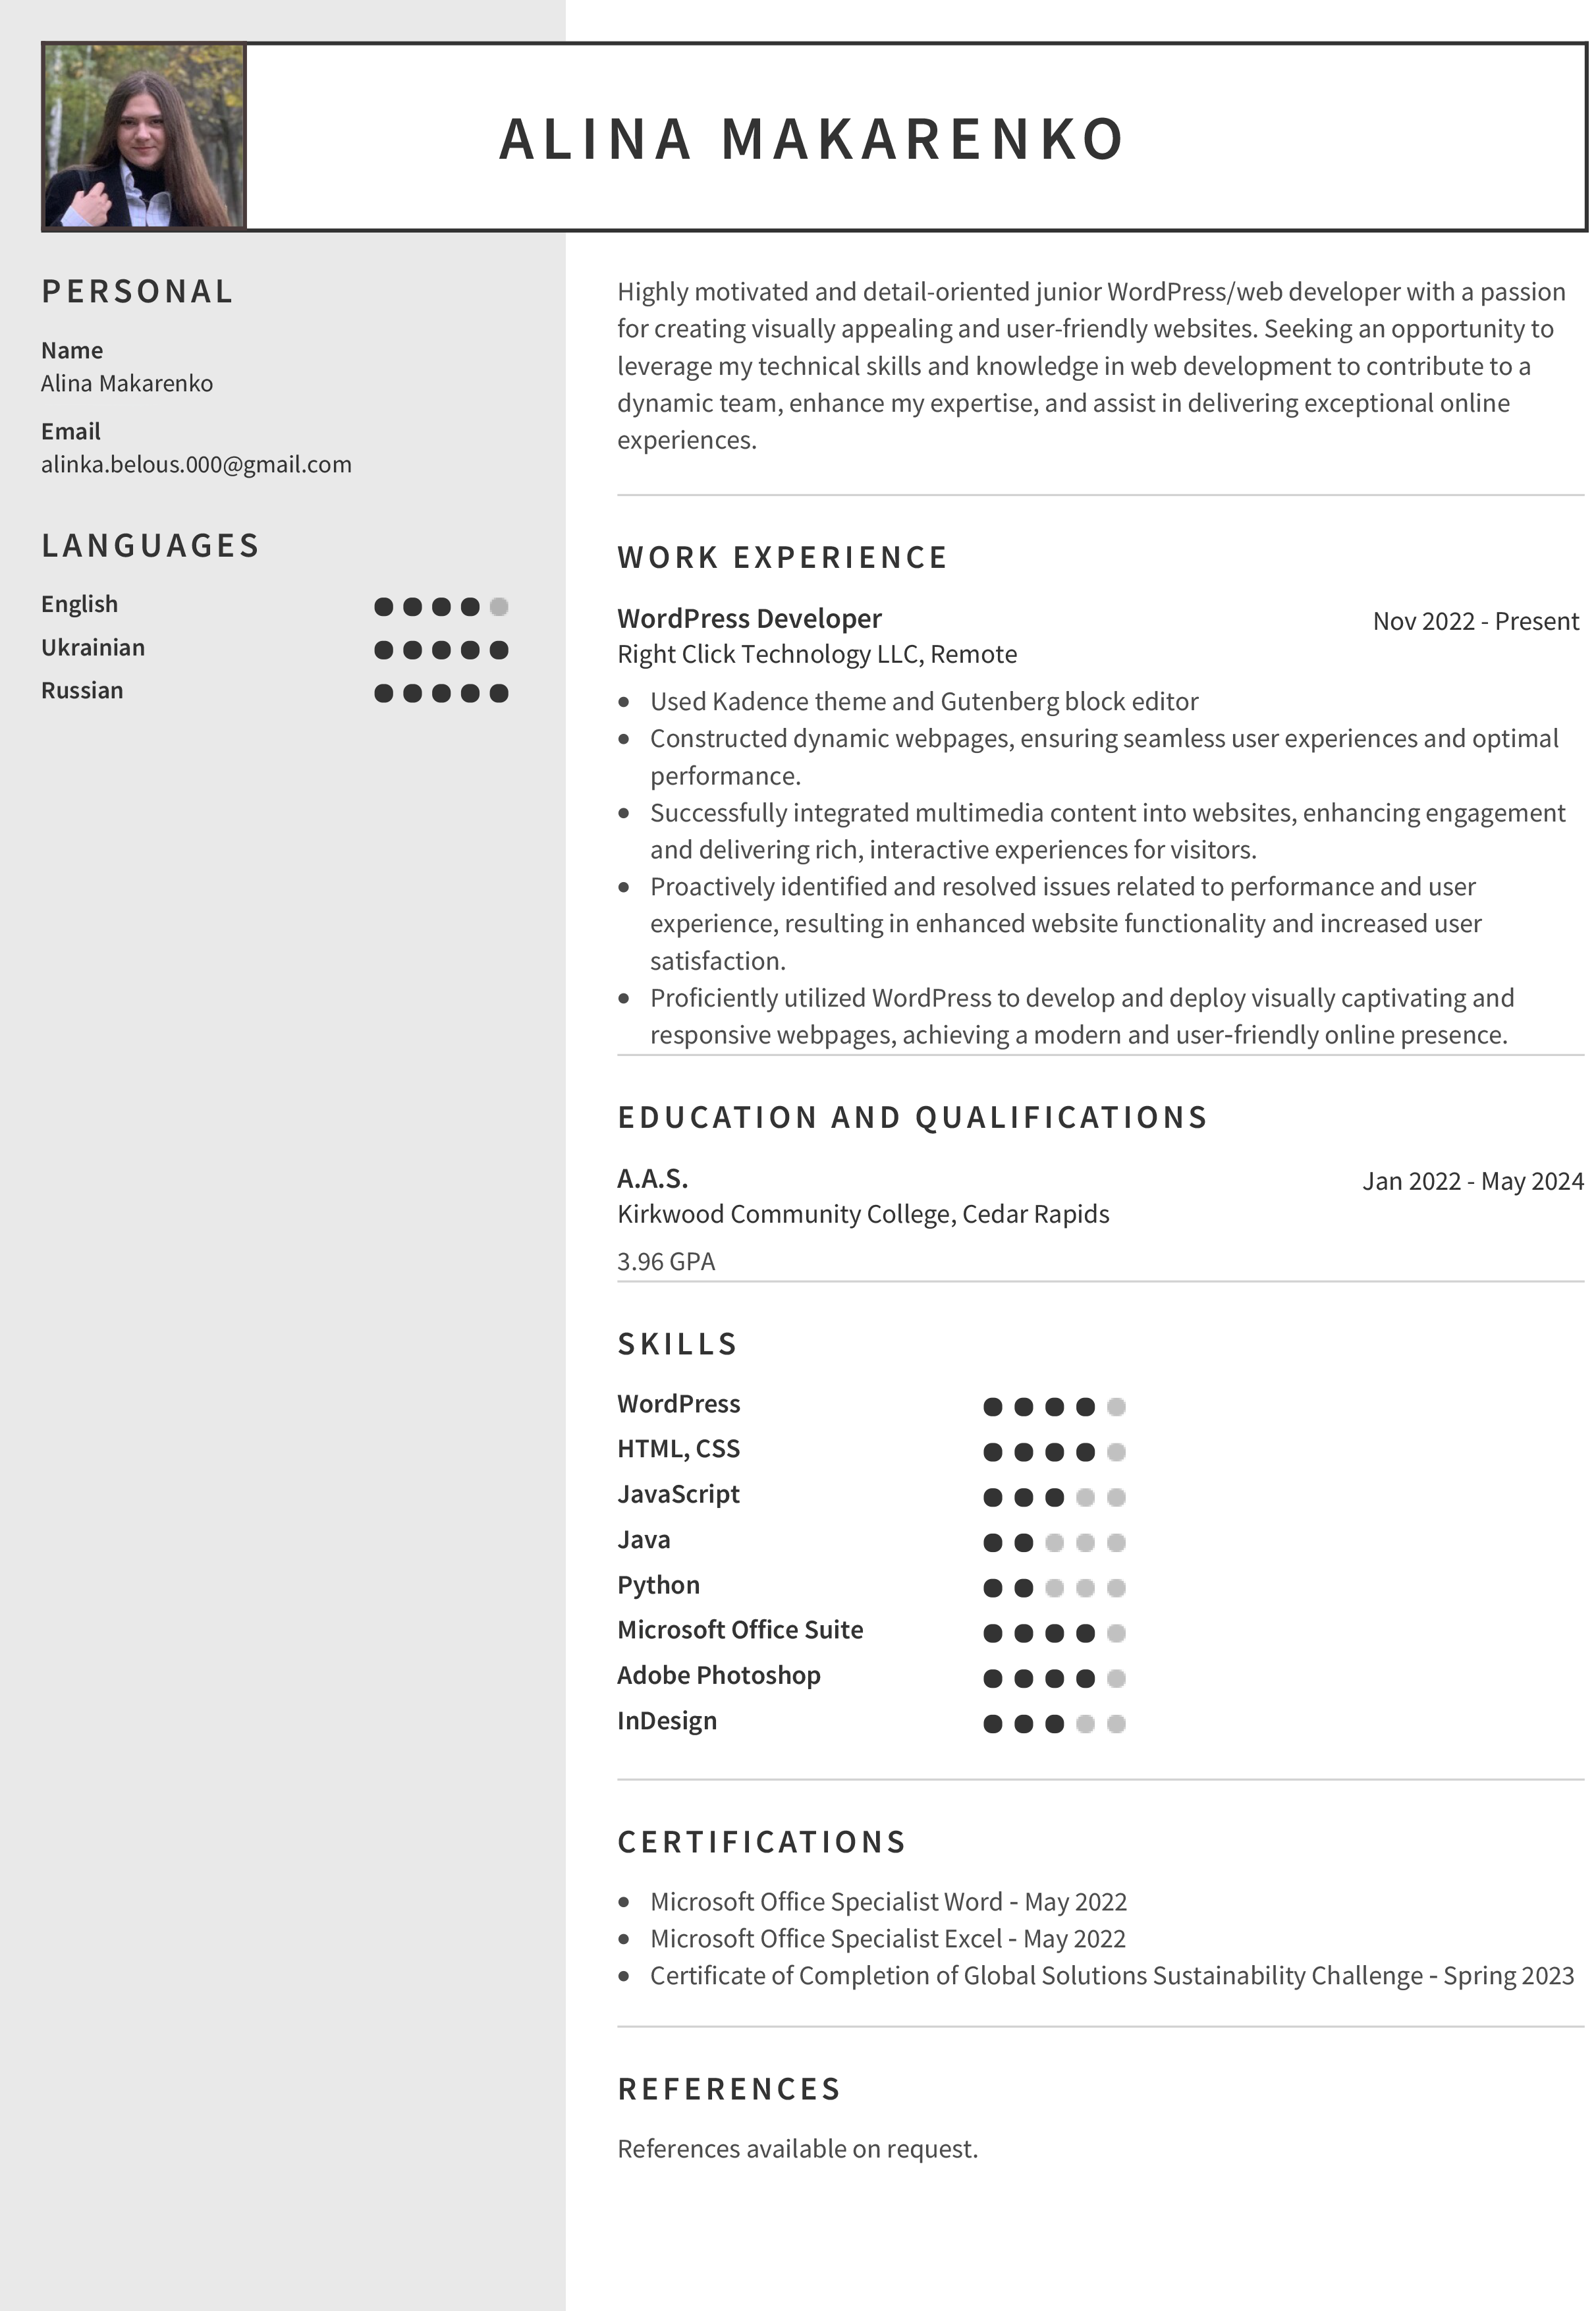 ALINA MAKARENKO
PERSONAL
Name
Alina Makarenko
Email
alinka.belous.000@gmail.com
LANGUAGES
English
Ukrainian
Russian
Highly motivated and detail-oriented junior WordPress/web developer with a passion
for creating visually appealing and user-friendly websites. Seeking an opportunity to
leverage my technical skills and knowledge in web development to contribute to a
dynamic team, enhance my expertise, and assist in delivering exceptional online
experiences.
WORK EXPERIENCE
WordPress Developer Nov 2022 - Present
Right Click Technology LLC, Remote
• Used Kadence theme and Gutenberg block editor
• Constructed dynamic webpages, ensuring seamless user experiences and optimal
performance.
• Successfully integrated multimedia content into websites, enhancing engagement
and delivering rich, interactive experiences for visitors.
• Proactively identified and resolved issues related to performance and user
experience, resulting in enhanced website functionality and increased user
satisfaction.
• Proficiently utilized WordPress to develop and deploy visually captivating and
responsive webpages, achieving a modern and user-friendly online presence.
EDUCATION AND QUALIFICATIONS
A.A.S. Jan 2022 - May 2024
Kirkwood Community College, Cedar Rapids
3.96 GPA
SKILLS
WordPress
HTML, CSS
JavaScript
Java
Python
Microsoft Office Suite
Adobe Photoshop
InDesign
CERTIFICATIONS
• Microsoft Office Specialist Word - May 2022
• Microsoft Office Specialist Excel - May 2022
• Certificate of Completion of Global Solutions Sustainability Challenge - Spring 2023
REFERENCES
References available on request.